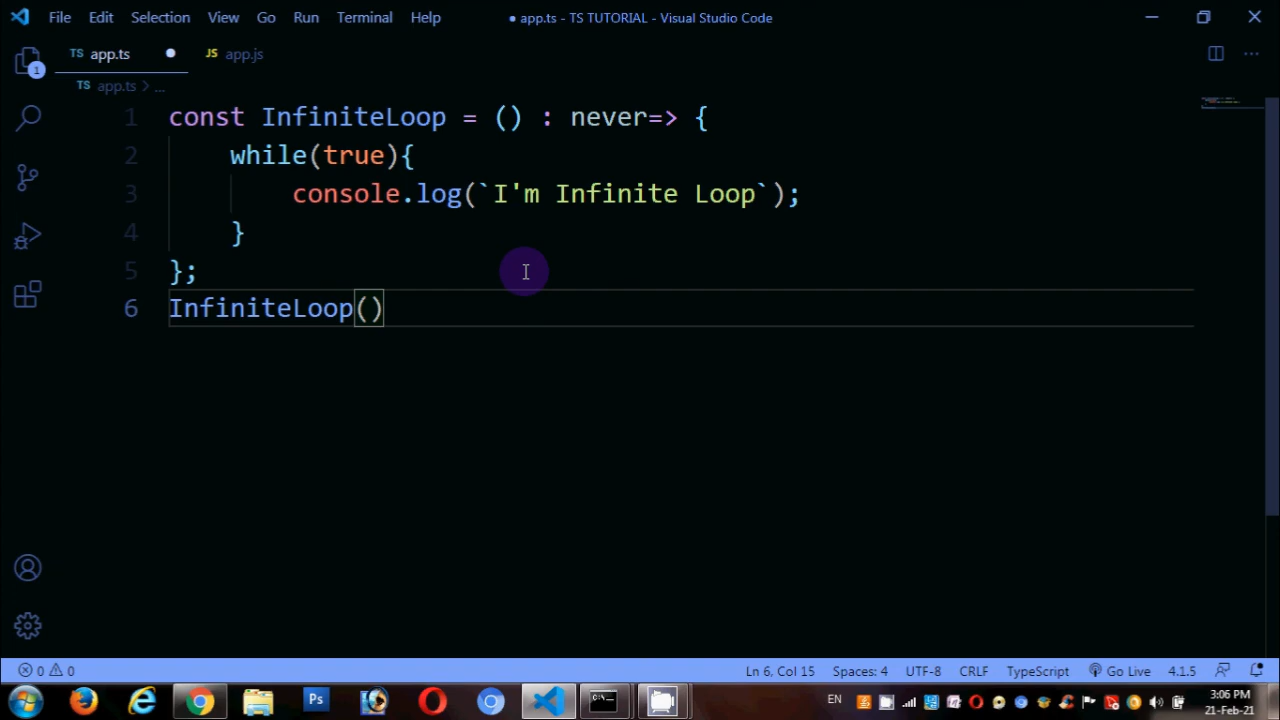 File Edit Selection View Go Run Terminal Help ● app.ts - TS TUTORIAL - Visual Studio Code
TS app.ts ● JS app.js
1
TS app.ts > ...
1 const InfiniteLoop = () : never=> {
2 while(true){
3 console.log(`I'm Infinite Loop`);
4 }
5 };
6 InfiniteLoop()
0 0 Ln 6, Col 15 Spaces: 4 UTF-8 CRLF TypeScript Go Live 4.1.5
Ps C:\. EN 3:06 PM
21-Feb-21